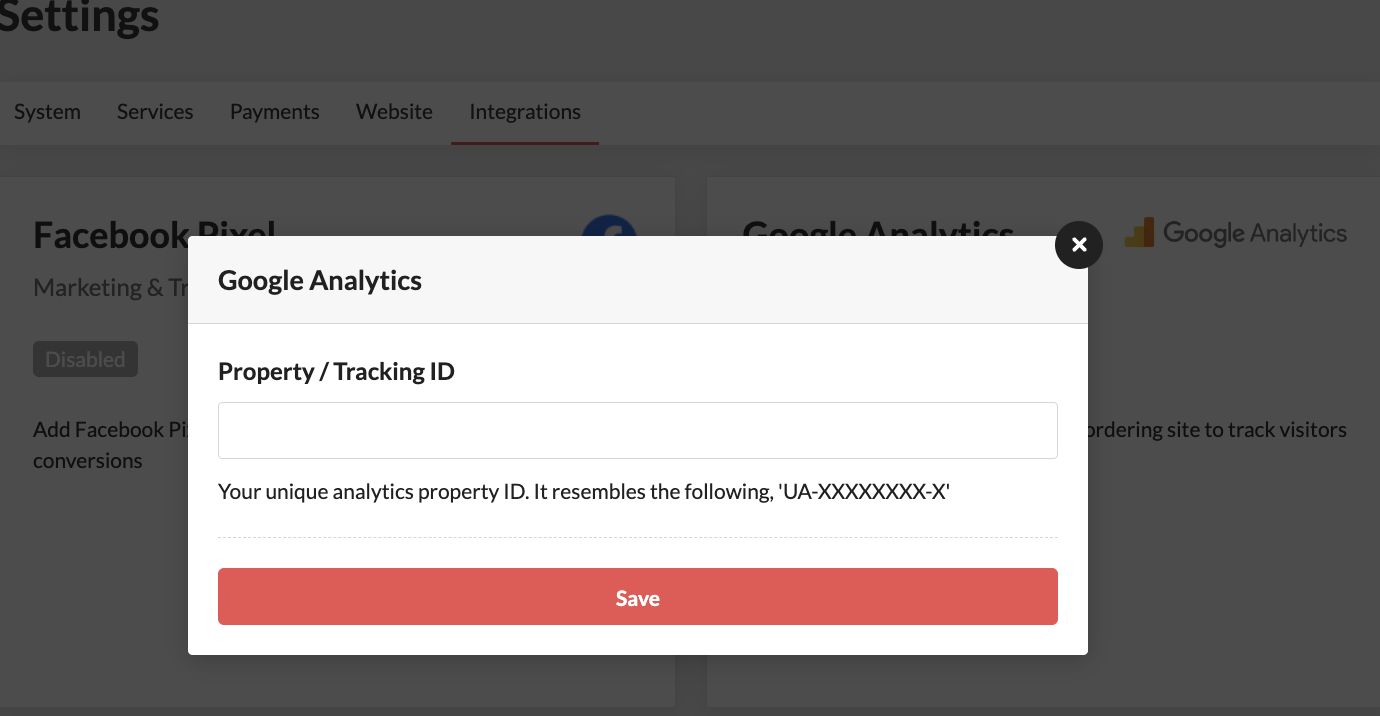 Settings
System Services Payments Website Integrations
Facebook Pixel
Google Analytics
Google Analytics
Marketing &
Disabled
Add Facebook
conversions
ordering site to track visitors
Google Analytics
Property / Tracking ID
Your unique analytics property ID. It resembles the following, 'UA-XXXXXXXX-X'
Save